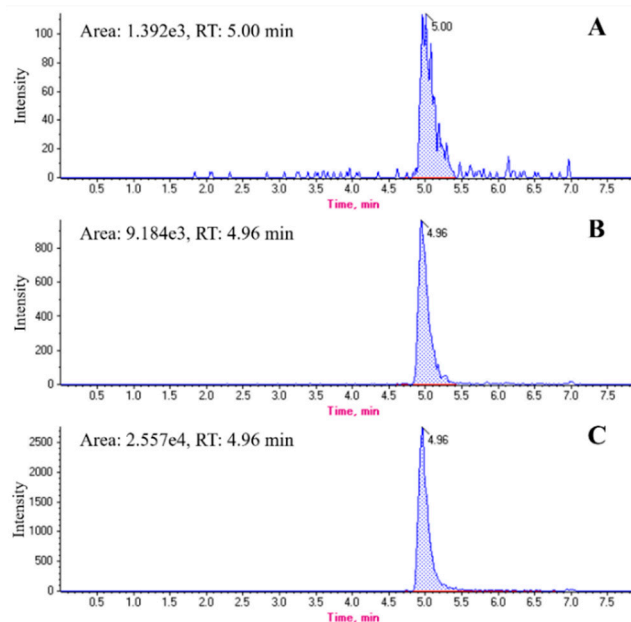 Area: 1.392e3, RT: 5.00 min
A
5.00
Intensity
100
80
60
40
20
0
0.5 1.0 1.5 2.0 2.5 3.0 3.5 4.0 4.5 5.0 5.5 6.0 6.5 7.0 7.5
Time, min
Area: 9.184e3, RT: 4.96 min
B
4.96
Intensity
800
600
400
200
0
0.5 1.0 1.5 2.0 2.5 3.0 3.5 4.0 4.5 5.0 5.5 6.0 6.5 7.0 7.5
Time, min
Area: 2.557e4, RT: 4.96 min
C
4.96
Intensity
2500
2000
1500
1000
500
0
0.5 1.0 1.5 2.0 2.5 3.0 3.5 4.0 4.5 5.0 5.5 6.0 6.5 7.0 7.5
Time, min